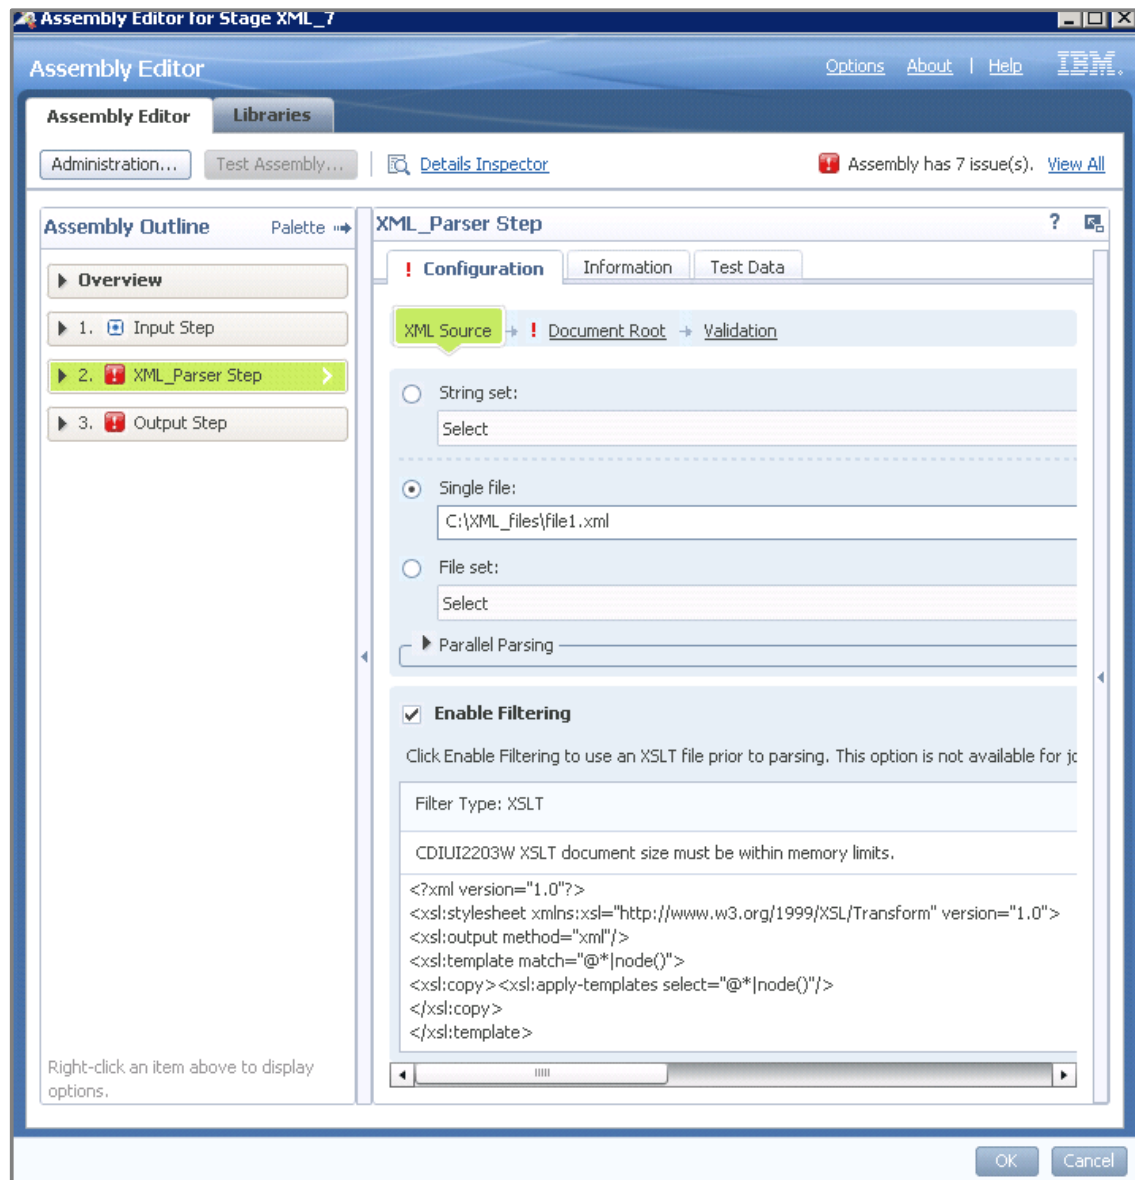 Assembly Editor for Stage XML_7
Assembly Editor
Options About | Help IBM.
Assembly Editor Libraries
Administration... Test Assembly... Details Inspector Assembly has 7 issue(s). View All
Assembly Outline Palette
XML_Parser Step ?
! Configuration Information Test Data
Overview
1. Input Step
2. ! XML_Parser Step
3. ! Output Step
XML Source ! Document Root Validation
String set:
Select
Single file:
C:\XML_files\file1.xml
File set:
Select
Parallel Parsing
Enable Filtering
Click Enable Filtering to use an XSLT file prior to parsing. This option is not available for jo
Filter Type: XSLT
CDIUI2203W XSLT document size must be within memory limits.
<?xml version="1.0"?>
<xsl:stylesheet xmlns:xsl="http://www.w3.org/1999/XSL/Transform" version="1.0">
<xsl:output method="xml"/>
<xsl:template match="@*|node()">
<xsl:copy><xsl:apply-templates select="@*|node()"/>
</xsl:copy>
</xsl:template>
Right-click an item above to display
options.
OK Cancel